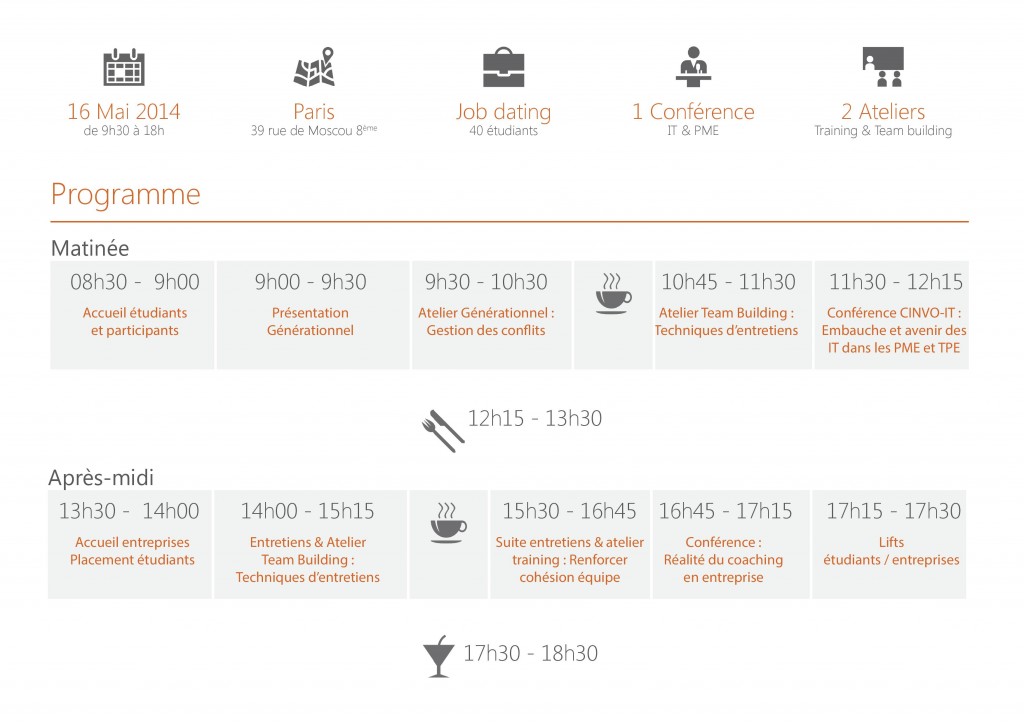 16 Mai 2014
de 9h30 à 18h
Paris
39 rue de Moscou 8ème
Job dating
40 étudiants
1 Conférence
IT & PME
2 Ateliers
Training & Team building
Programme
Matinée
08h30 - 9h00
Accueil étudiants
et participants
9h00 - 9h30
Présentation
Générationnel
9h30 - 10h30
Atelier Générationnel :
Gestion des conflits
10h45 - 11h30
Atelier Team Building :
Techniques d'entretiens
11h30 - 12h15
Conférence CINVO-IT :
Embauche et avenir des
IT dans les PME et TPE
12h15 - 13h30
Après-midi
13h30 - 14h00
Accueil entreprises
Placement étudiants
14h00 - 15h15
Entretiens & Atelier
Team Building :
Techniques d'entretiens
15h30 - 16h45
Suite entretiens & atelier
training : Renforcer
cohésion équipe
16h45 - 17h15
Conférence :
Réalité du coaching
en entreprise
17h15 - 17h30
Lifts
étudiants / entreprises
17h30 - 18h30